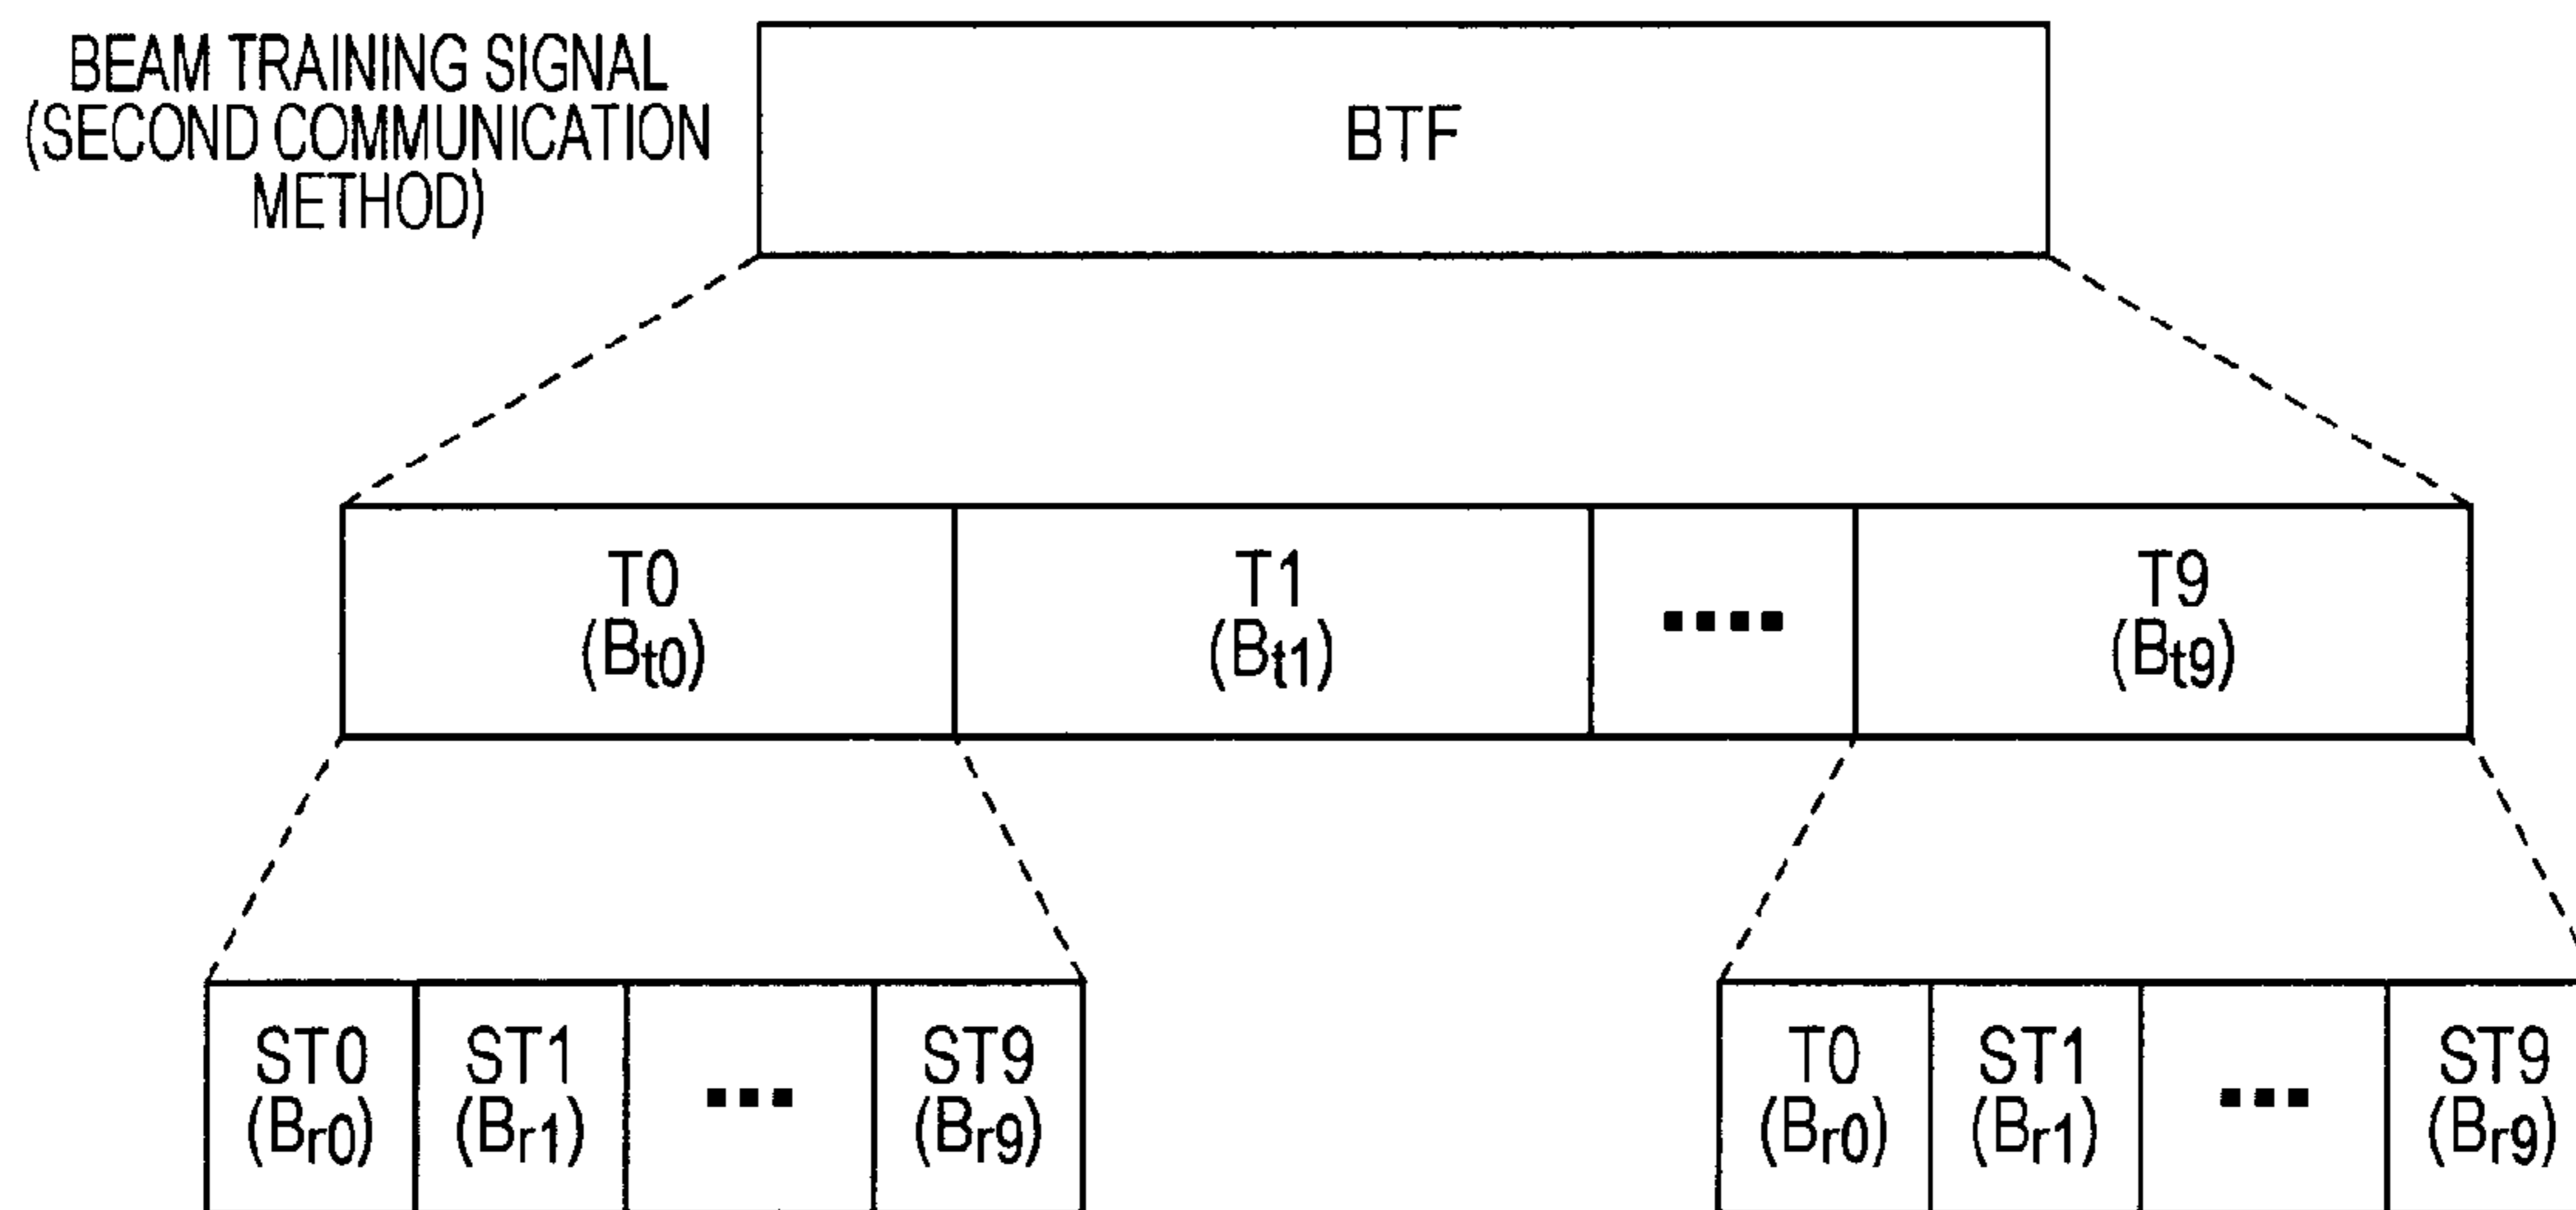 BEAM TRAINING SIGNAL
(SECOND COMMUNICATION
METHOD)
BTF
T0
(Bt0)
T1
(Bt1)
....
T9
(Bt9)
ST0
(Br0)
ST1
(Br1)
...
ST9
(Br9)
T0
(Br0)
ST1
(Br1)
...
ST9
(Br9)